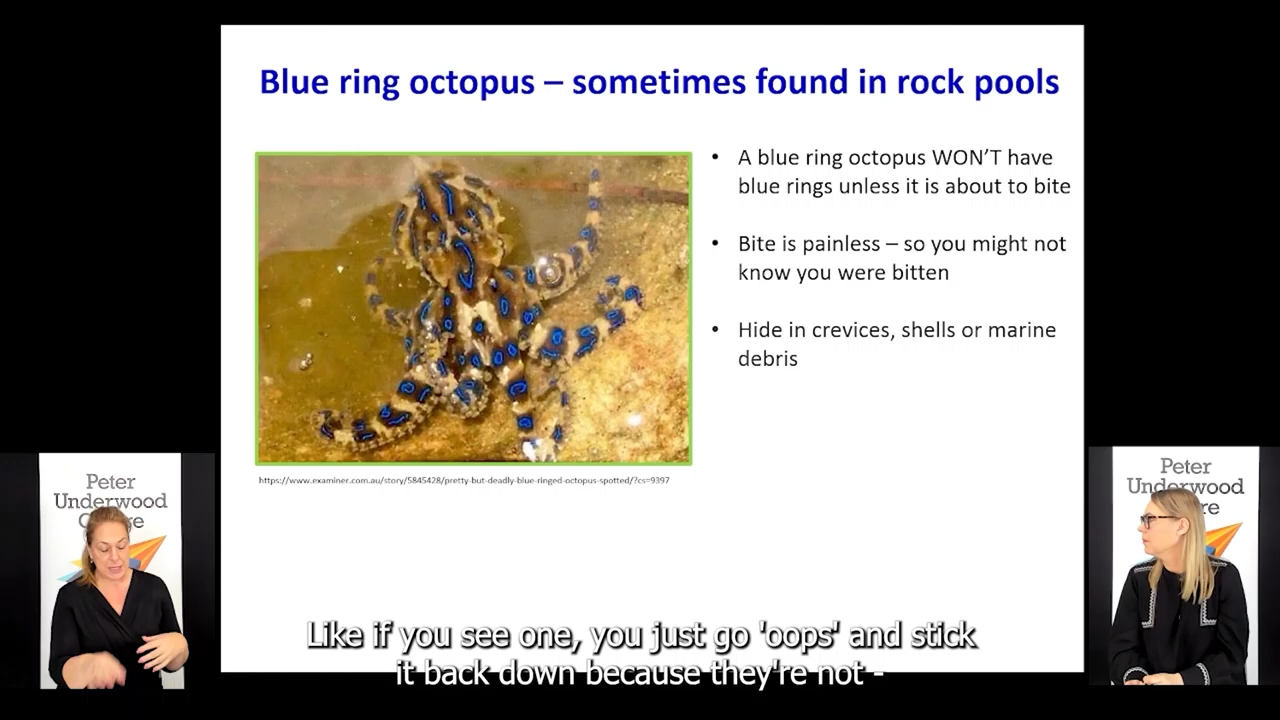 Blue ring octopus – sometimes found in rock pools
• A blue ring octopus WON'T have
blue rings unless it is about to bite
• Bite is painless – so you might not
know you were bitten
• Hide in crevices, shells or marine
debris
https://www.examiner.com.au/story/5845428/pretty-but-deadly-blue-ringed-octopus-spotted/?cs=9397
Peter
Underwood
Peter
Underwood
Like if you see one, you just go 'oops' and stick
it back down because they're not -